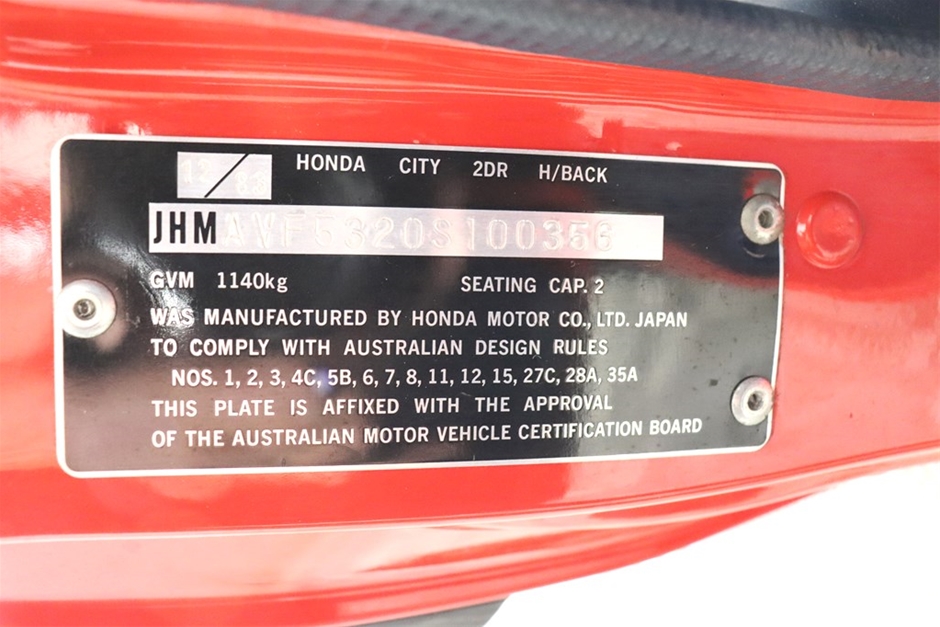 12/83 HONDA CITY 2DR H/BACK
JHMAVF5320S100356
GVM 1140kg SEATING CAP. 2
WAS MANUFACTURED BY HONDA MOTOR CO., LTD. JAPAN
TO COMPLY WITH AUSTRALIAN DESIGN RULES
NOS. 1, 2, 3, 4C, 5B, 6, 7, 8, 11, 12, 15, 27C, 28A, 35A
THIS PLATE IS AFFIXED WITH THE APPROVAL
OF THE AUSTRALIAN MOTOR VEHICLE CERTIFICATION BOARD